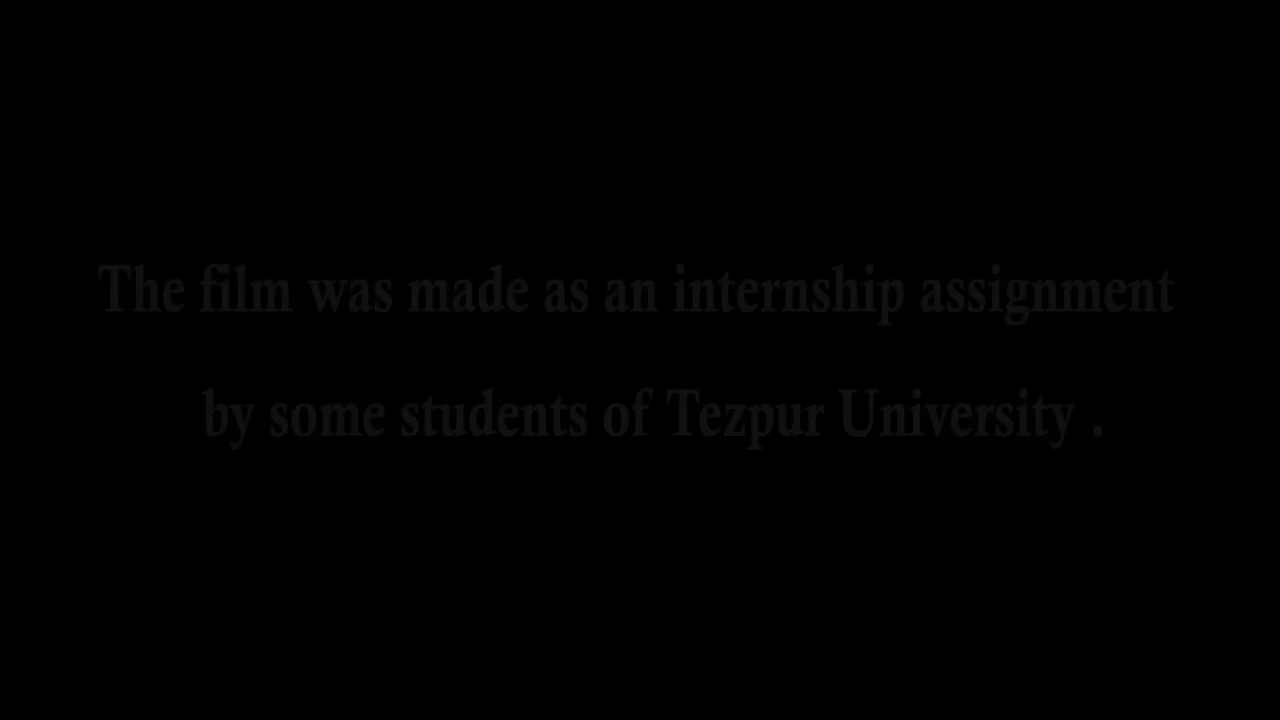 The film was made as an internship assignment
by some students of Tezpur University .